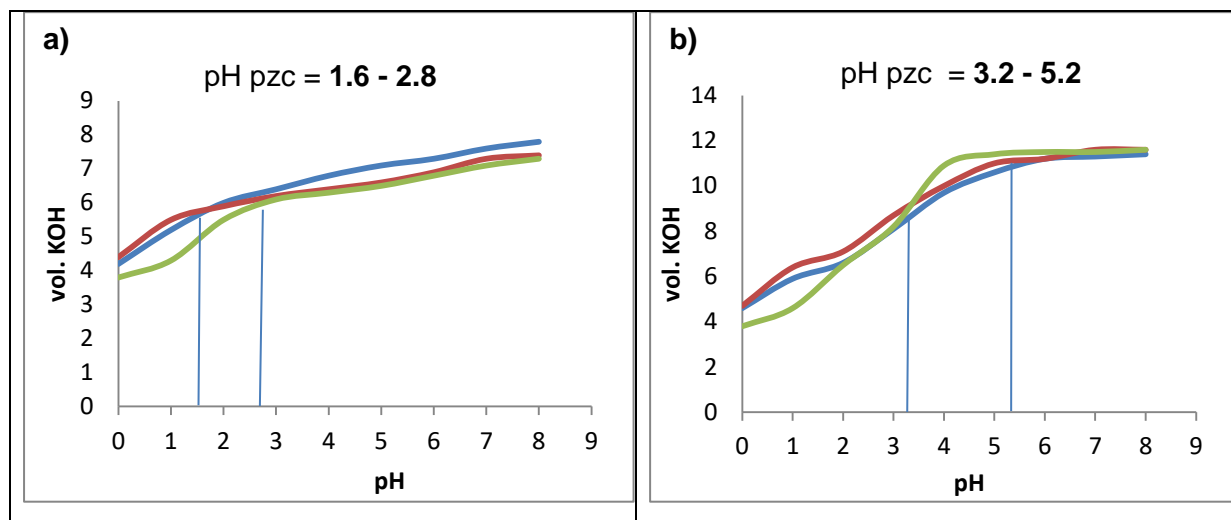 a)
pH pzc = 1.6 - 2.8
9
8
7
6
5
4
3
2
1
0
vol. KOH
0 1 2 3 4 5 6 7 8 9
pH
b)
pH pzc = 3.2 - 5.2
14
12
10
8
6
4
2
0
vol. KOH
0 1 2 3 4 5 6 7 8 9
pH